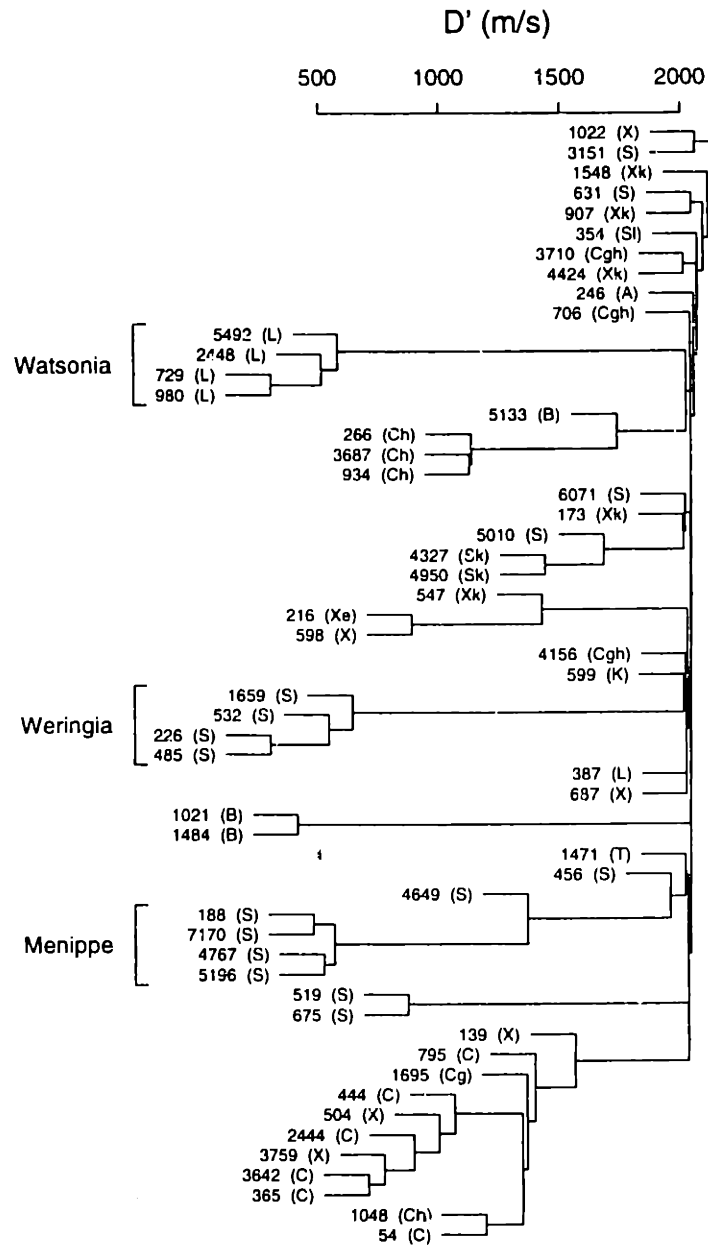 D' (m/s)
500 1000 1500 2000
1022 (X)
3151 (S)
1548 (Xk)
631 (S)
907 (Xk)
354 (Sl)
3710 (Cgh)
4424 (Xk)
246 (A)
706 (Cgh)
5492 (L)
2448 (L)
Watsonia
729 (L)
980 (L)
5133 (B)
266 (Ch)
3687 (Ch)
934 (Ch)
6071 (S)
173 (Xk)
5010 (S)
4327 (Sk)
4950 (Sk)
547 (Xk)
216 (Xe)
598 (X)
4156 (Cgh)
599 (K)
1659 (S)
532 (S)
Weringia
226 (S)
485 (S)
387 (L)
687 (X)
1021 (B)
1484 (B)
1471 (T)
456 (S)
4649 (S)
188 (S)
7170 (S)
Menippe
4767 (S)
5196 (S)
519 (S)
675 (S)
139 (X)
795 (C)
1695 (Cg)
444 (C)
504 (X)
2444 (C)
3759 (X)
3642 (C)
365 (C)
1048 (Ch)
54 (C)